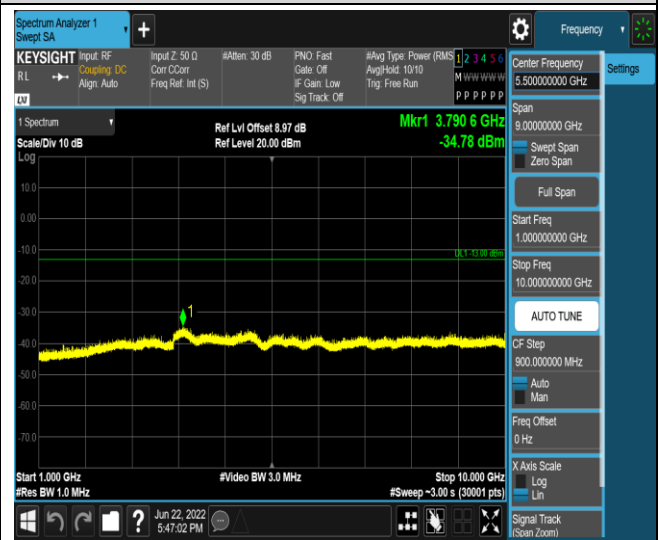 Spectrum Analyzer 1
Swept SA
Frequency
KEYSIGHT
Input: RF
Coupling: DC
Align: Auto
Input Z: 50 Ω
Corr CCorr
Freq Ref: Int (S)
#Atten: 30 dB
PNO: Fast
Gate: Off
IF Gain: Low
Sig Track: Off
#Avg Type: Power (RMS
Avg|Hold: 10/10
Trig: Free Run
1 2 3 4 5 6
M W W W W W
P P P P P P
RL
LXI
Center Frequency
5.500000000 GHz
Settings
Span
9.00000000 GHz
Swept Span
Zero Span
Full Span
Start Freq
1.000000000 GHz
Stop Freq
10.000000000 GHz
AUTO TUNE
CF Step
900.000000 MHz
Auto
Man
Freq Offset
0 Hz
X Axis Scale
Log
Lin
Signal Track
(Span Zoom)
1 Spectrum
Scale/Div 10 dB
Log
Ref Lvl Offset 8.97 dB
Ref Level 20.00 dBm
Mkr1 3.790 6 GHz
-34.78 dBm
10.0
0.00
-10.0
DL1 -13.00 dBm
-20.0
-30.0
1
-40.0
-50.0
-60.0
-70.0
Start 1.000 GHz
#Res BW 1.0 MHz
#Video BW 3.0 MHz
Stop 10.000 GHz
#Sweep ~3.00 s (30001 pts)
?
Jun 22, 2022
5:47:02 PM